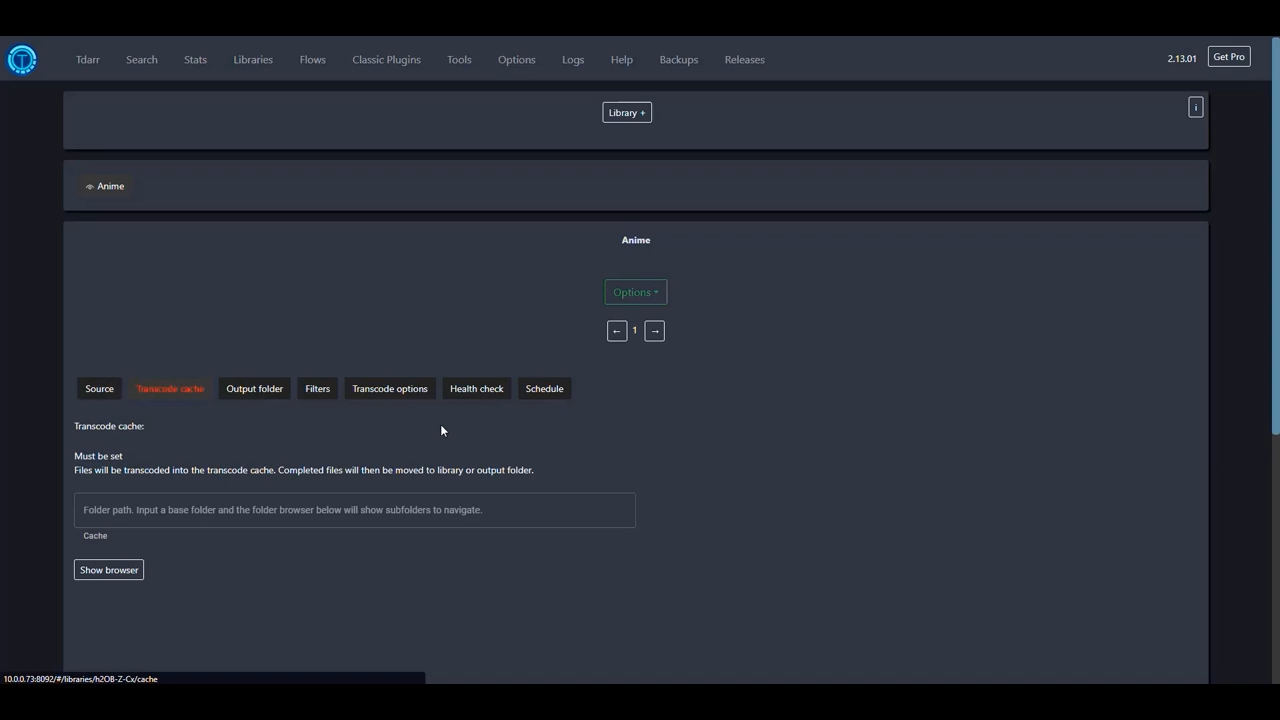 Tdarr Search Stats Libraries Flows Classic Plugins Tools Options Logs Help Backups Releases 2.13.01 Get Pro
Library +
i
Anime
Anime
Options
← 1 →
Source Transcode cache Output folder Filters Transcode options Health check Schedule
Transcode cache:
Must be set
Files will be transcoded into the transcode cache. Completed files will then be moved to library or output folder.
Folder path. Input a base folder and the folder browser below will show subfolders to navigate.
Cache
Show browser
10.0.0.73:8092/#/libraries/h2OB-Z-Cx/cache